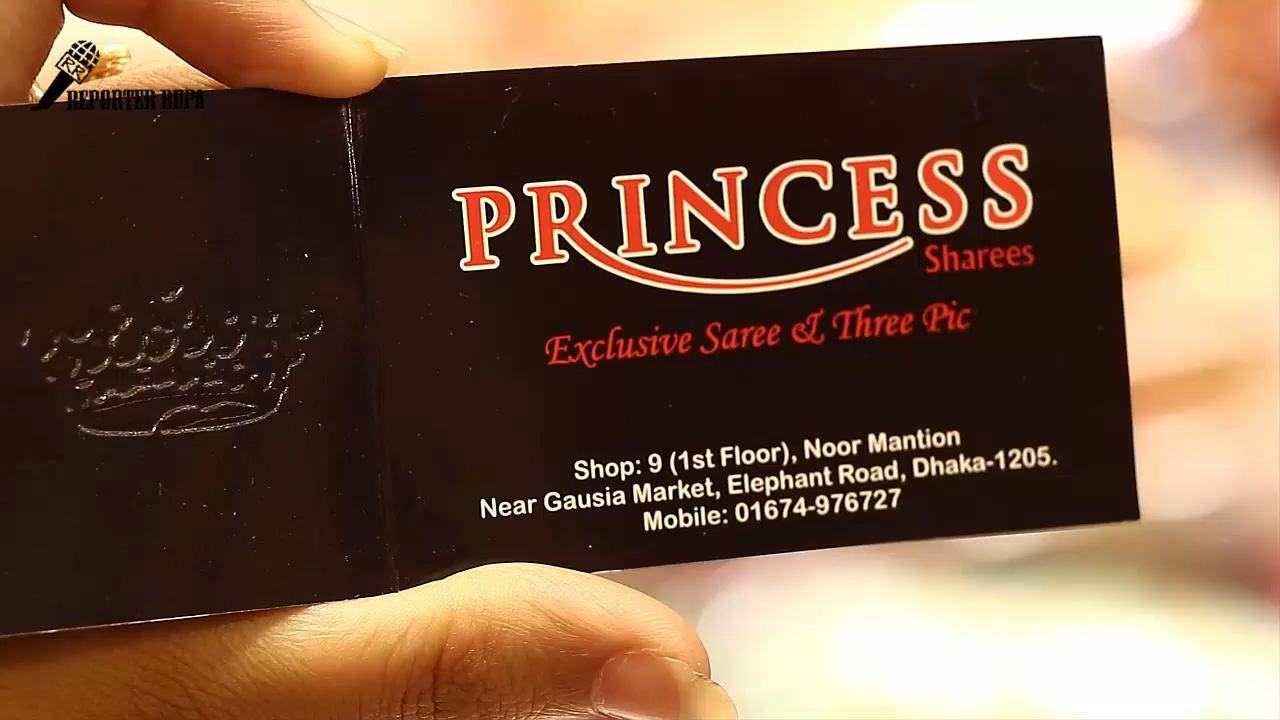 RR
REPORTER RUPA
PRINCESS
Sharees
Exclusive Saree & Three Pic
Shop: 9 (1st Floor), Noor Mantion
Near Gausia Market, Elephant Road, Dhaka-1205.
Mobile: 01674-976727